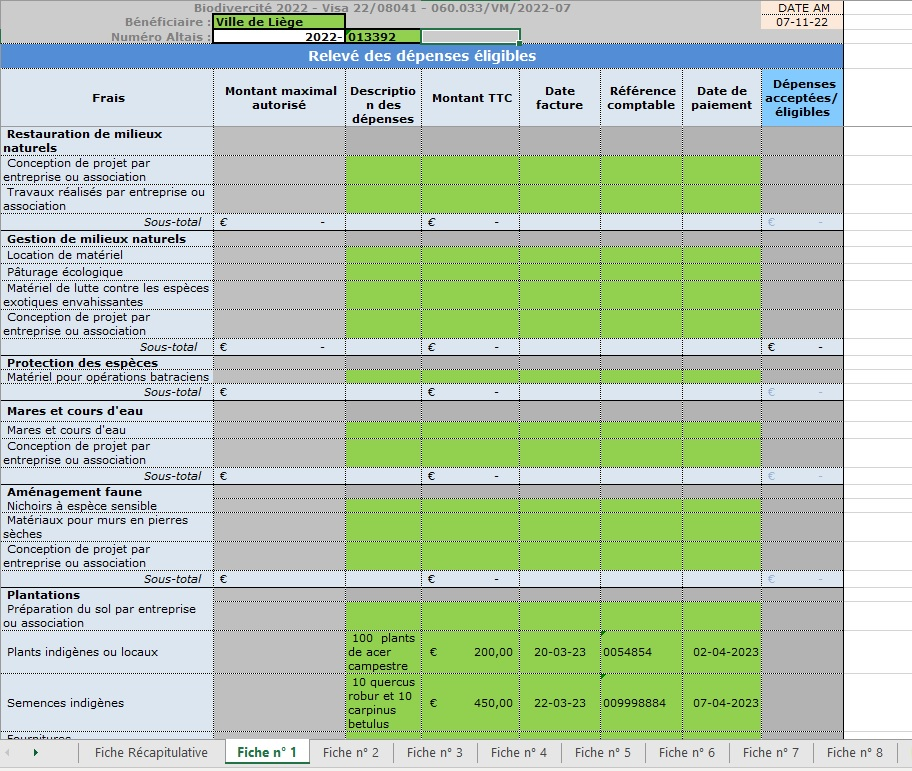 Biodivercité 2022 - Visa 22/08041 - 060.033/VM/2022-07 DATE AM
Bénéficiaire : Ville de Liège 07-11-22
Numéro Altais : 2022- 013392
Relevé des dépenses éligibles
Frais Montant maximal autorisé Descriptio n des dépenses Montant TTC Date facture Référence comptable Date de paiement Dépenses acceptées/ éligibles
Restauration de milieux
naturels
Conception de projet par
entreprise ou association
Travaux réalisés par entreprise ou
association
Sous-total € - € - € -
Gestion de milieux naturels
Location de matériel
Pâturage écologique
Matériel de lutte contre les espèces
exotiques envahissantes
Conception de projet par
entreprise ou association
Sous-total € - € - € -
Protection des espèces
Matériel pour opérations batraciens
Sous-total € € - € -
Mares et cours d'eau
Mares et cours d'eau
Conception de projet par
entreprise ou association
Sous-total € € - € -
Aménagement faune
Nichoirs à espèce sensible
Matériaux pour murs en pierres
sèches
Conception de projet par
entreprise ou association
Sous-total € € - € -
Plantations
Préparation du sol par entreprise
ou association
Plants indigènes ou locaux 100 plants de acer campestre € 200,00 20-03-23 0054854 02-04-2023
Semences indigènes 10 quercus robur et 10 carpinus betulus € 450,00 22-03-23 009998884 07-04-2023
Fiche Récapitulative Fiche n° 1 Fiche n° 2 Fiche n° 3 Fiche n° 4 Fiche n° 5 Fiche n° 6 Fiche n° 7 Fiche n° 8